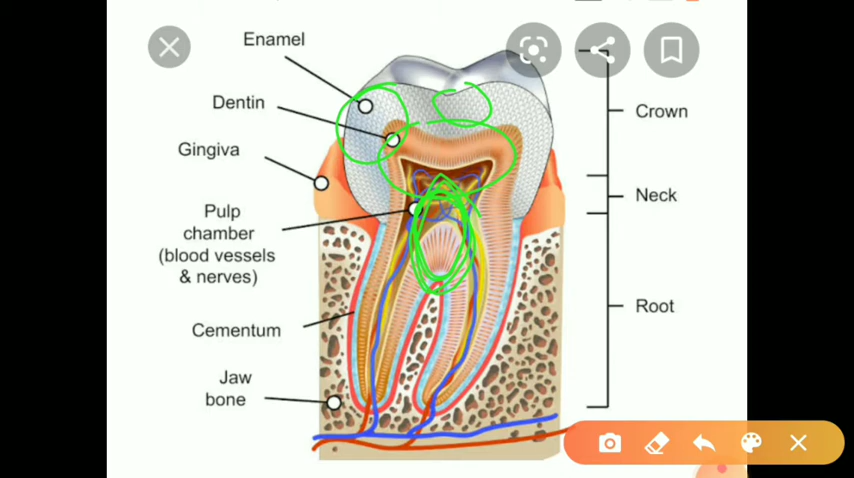 Enamel
Dentin
Gingiva
Pulp
chamber
(blood vessels
& nerves)
Cementum
Jaw
bone
Crown
Neck
Root